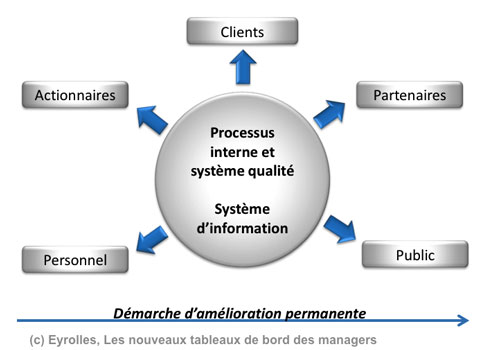 Clients
Actionnaires
Partenaires
Processus
interne et
système qualité
Système
d'information
Personnel
Public
Démarche d'amélioration permanente
(c) Eyrolles, Les nouveaux tableaux de bord des managers